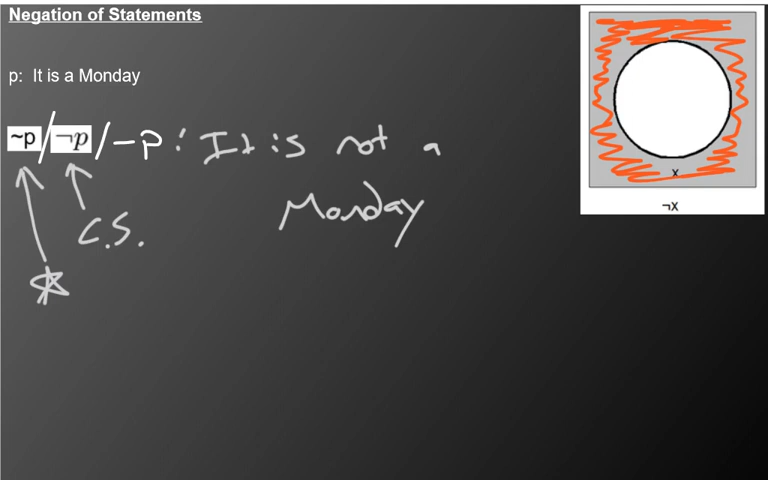 Negation of Statements
p: It is a Monday
~p/¬p/-p: It is not a
Monday
C.S.
x
¬x